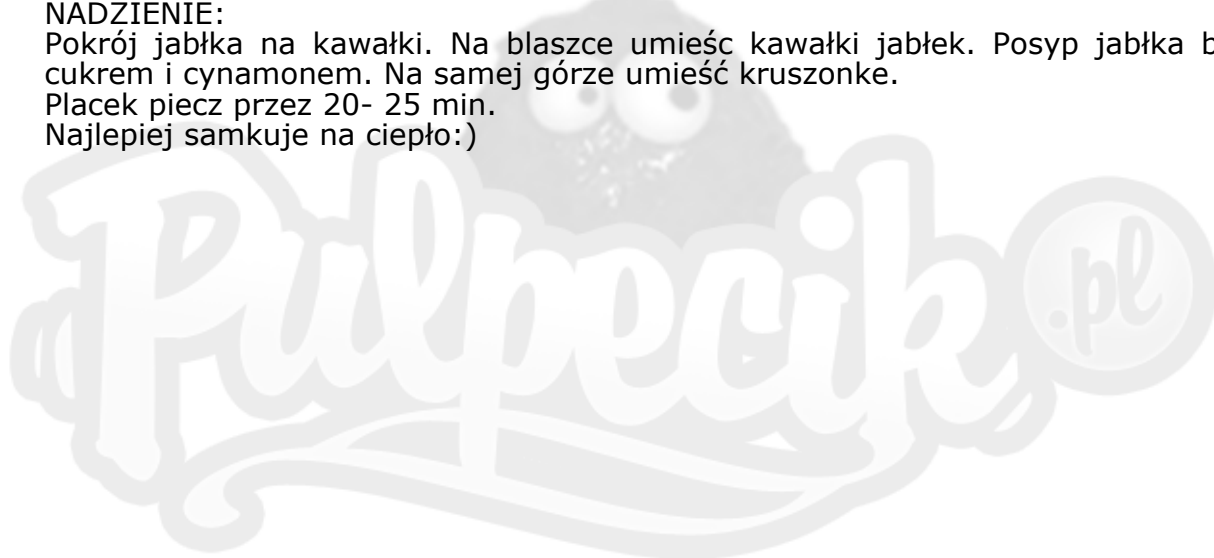 NADZIENIE:
Pokrój jabłka na kawałki. Na blaszce umieśc kawałki jabłek. Posyp jabłka b
cukrem i cynamonem. Na samej górze umieść kruszonke.
Placek piecz przez 20- 25 min.
Najlepiej samkuje na ciepło:)
Pulpecik.pl